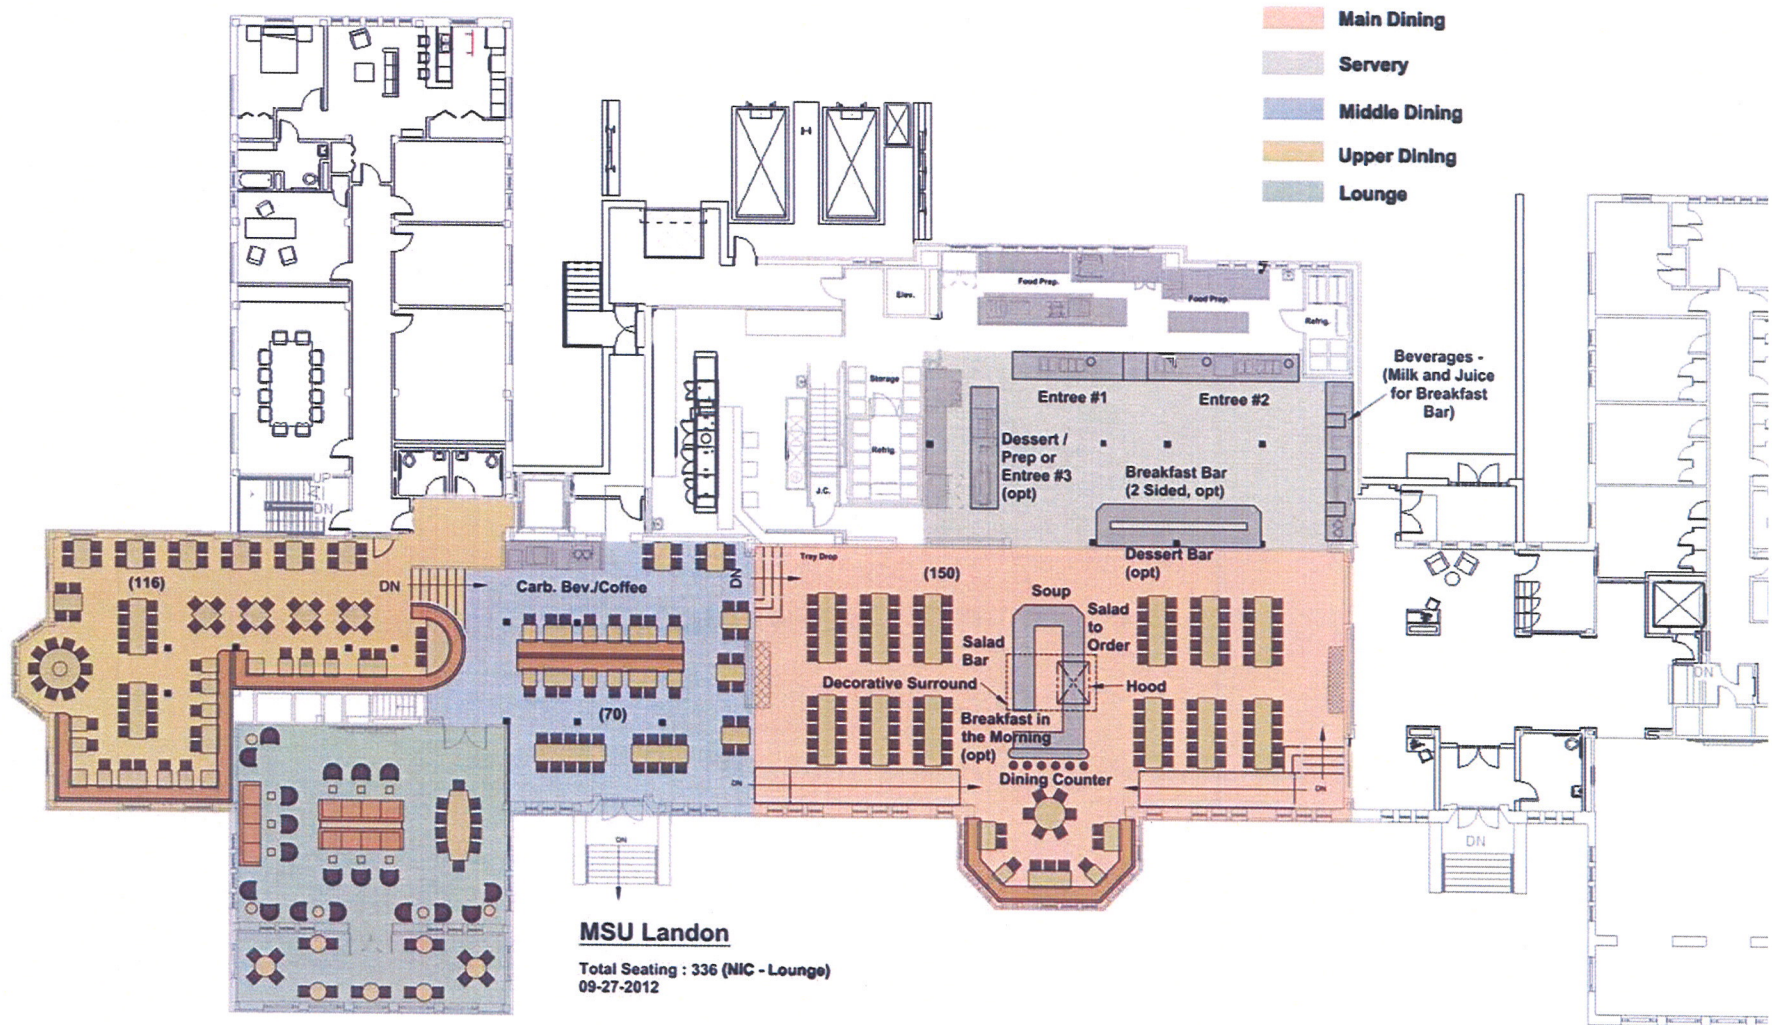 Main Dining
Servery
Middle Dining
Upper Dining
Lounge
Food Prep.
Food Prep.
Elev.
Refrig.
Storage
Refrig.
J.C.
Entree #1
Entree #2
Beverages -
(Milk and Juice
for Breakfast
Bar)
Dessert /
Prep or
Entree #3
(opt)
Breakfast Bar
(2 Sided, opt)
Dessert Bar
(opt)
UP
DN
(116)
DN
Carb. Bev./Coffee
DN
Tray Drop
(150)
Soup
Salad
to
Order
Salad
Bar
Decorative Surround
Hood
(70)
Breakfast in
the Morning
(opt)
Dining Counter
DN
DN
DN
DN
DN
MSU Landon
Total Seating : 336 (NIC - Lounge)
09-27-2012